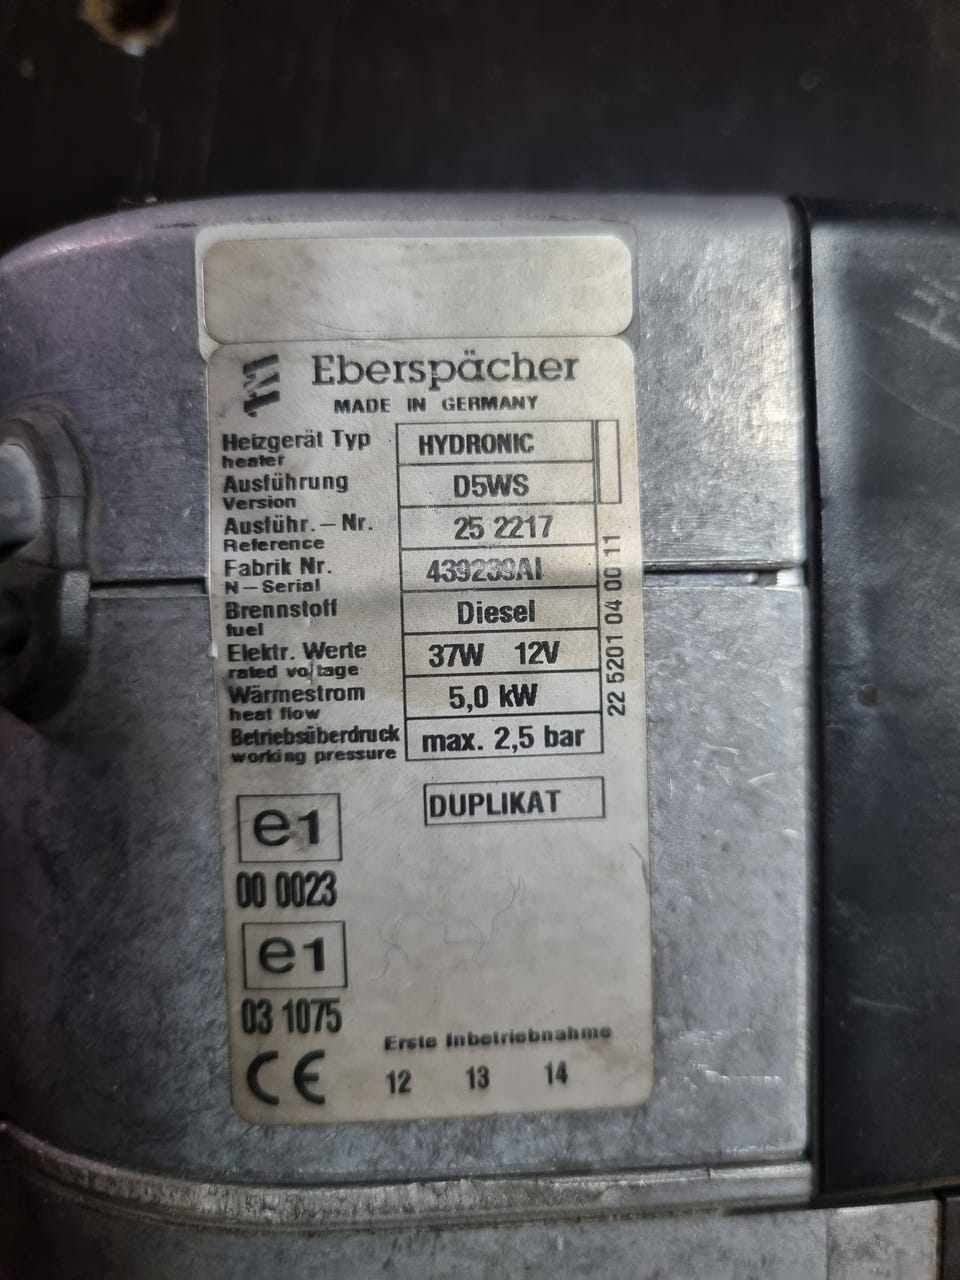 Eberspächer
MADE IN GERMANY
Heizgerät Typ HYDRONIC
heater
Ausführung D5WS
Version
Ausführ.-Nr. 25 2217
Reference
Fabrik Nr. 439239AI
N-Serial
Brennstoff Diesel
fuel
Elektr. Werte 37W 12V
rated voltage
Wärmestrom 5,0 kW
heat flow
Betriebsüberdruck max. 2,5 bar
working pressure
22 5201 04 00 11
DUPLIKAT
e1
00 0023
e1
03 1075
Erste Inbetriebnahme
CE 12 13 14